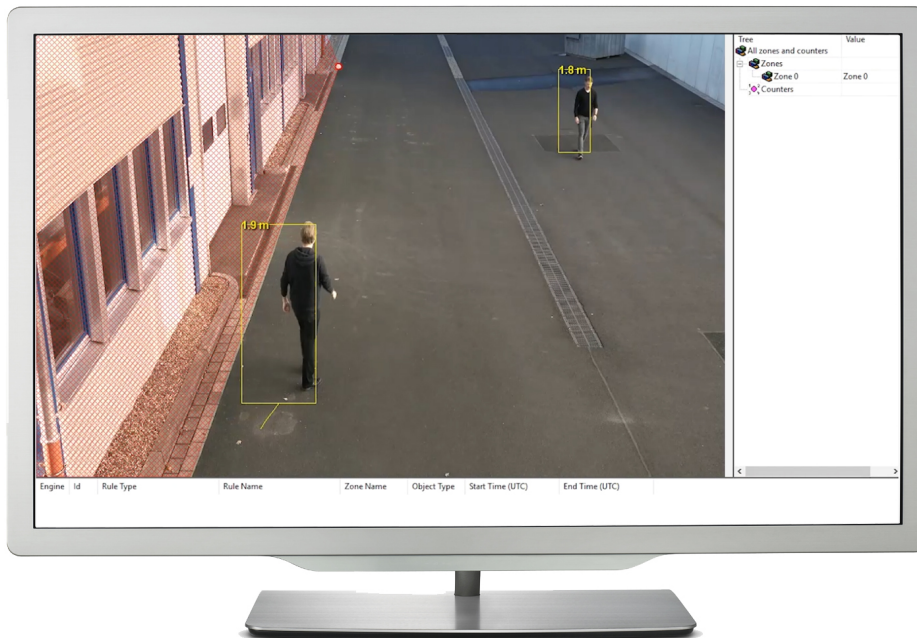 Tree Value
All zones and counters
Zones
Zone 0 Zone 0
Counters
1.8 m
1.9 m
Engine Id Rule Type Rule Name Zone Name Object Type Start Time (UTC) End Time (UTC)